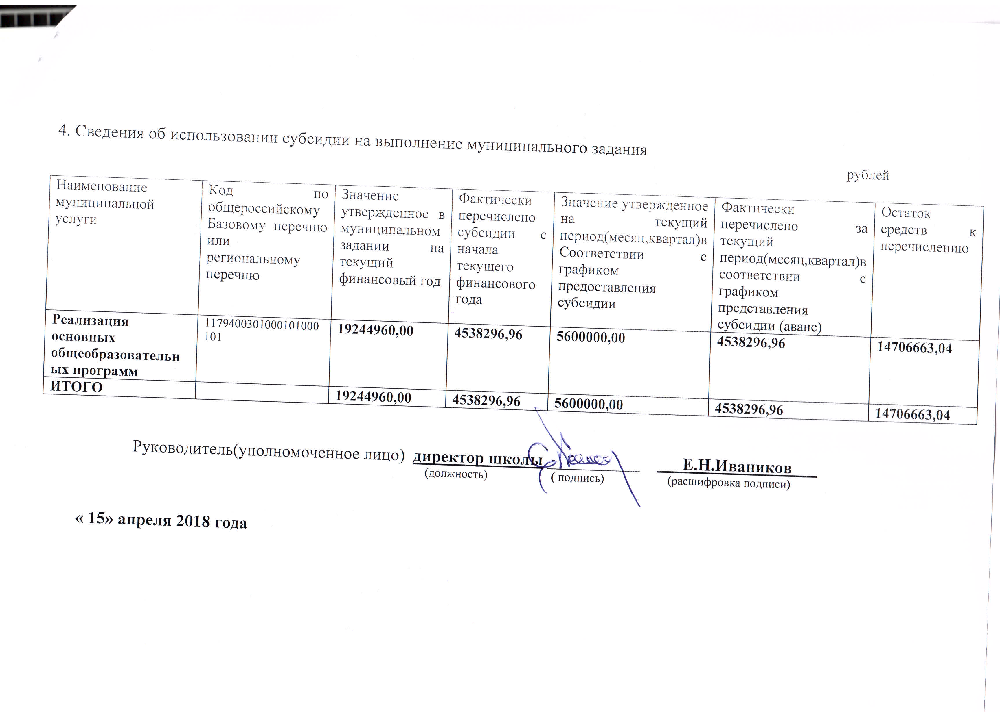 4. Сведения об использовании субсидии на выполнение муниципального задания
рублей
Наименование
муниципальной
услуги
Код по
общероссийскому
Базовому перечню
или
региональному
перечню
Значение
утвержденное в
муниципальном
задании на
текущий
финансовый год
Фактически
перечислено
субсидии с
начала
текущего
финансового
года
Значение утвержденное
на текущий
период(месяц,квартал)в
Соответствии с
графиком
предоставления
субсидии
Фактически
перечислено за
текущий
период(месяц,квартал)в
соответствии с
графиком
представления
субсидии (аванс)
Остаток
средств к
перечислению
Реализация
основных
общеобразовательн
ых программ
1179400301000101000
101
19244960,00
4538296,96
5600000,00
4538296,96
14706663,04
ИТОГО
19244960,00
4538296,96
5600000,00
4538296,96
14706663,04
Руководитель(уполномоченное лицо) директор школы Е.Н.Иваников
(должность) ( подпись) (расшифровка подписи)
« 15» апреля 2018 года